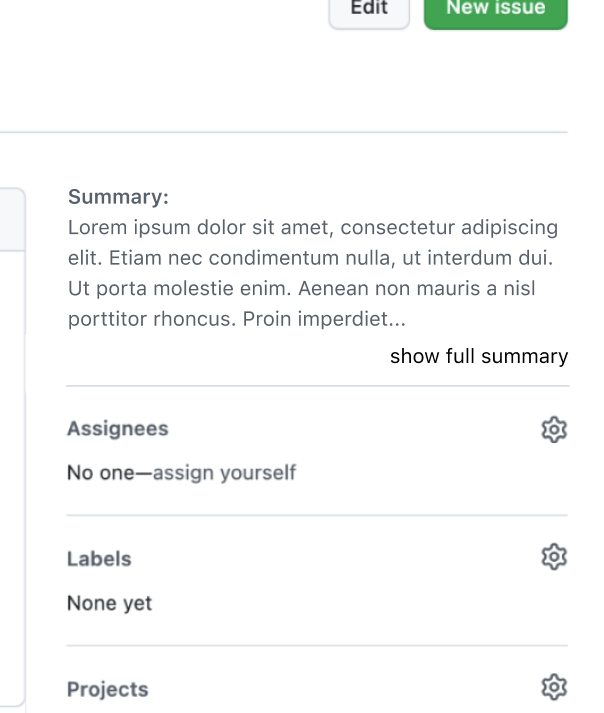 Edit
New issue
Summary:
Lorem ipsum dolor sit amet, consectetur adipiscing
elit. Etiam nec condimentum nulla, ut interdum dui.
Ut porta molestie enim. Aenean non mauris a nisl
porttitor rhoncus. Proin imperdiet...
show full summary
Assignees
No one—assign yourself
Labels
None yet
Projects